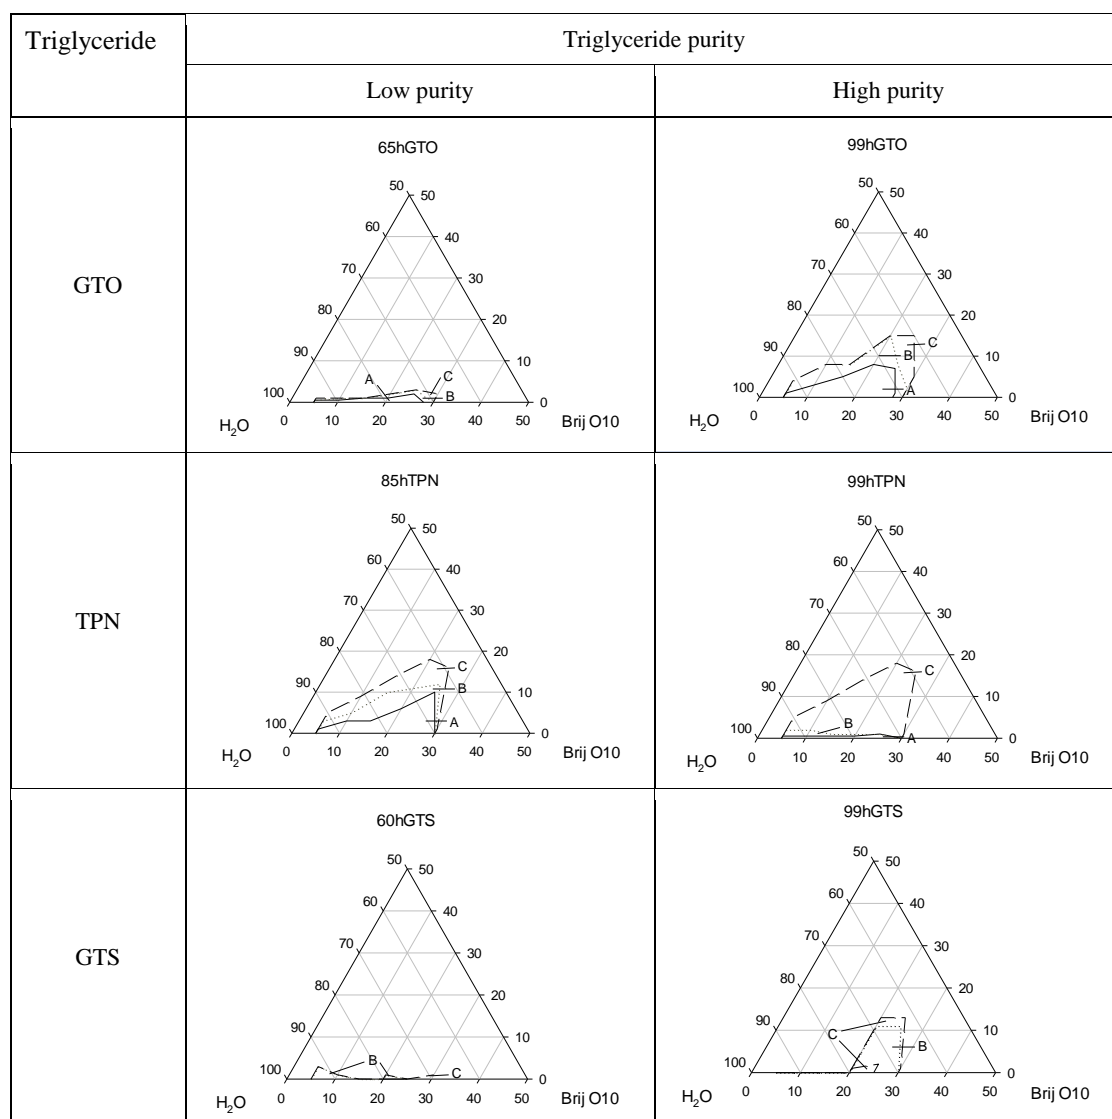 Triglyceride
Triglyceride purity
Low purity
High purity
GTO
65hGTO
50 50
60 40
70 30
80 20
90 10
A C
100 B 0
0 10 20 30 40 50
H2O Brij O10
99hGTO
50 50
60 40
70 30
80 20
C
90 B 10
100 A 0
0 10 20 30 40 50
H2O Brij O10
TPN
85hTPN
50 50
60 40
70 30
80 20
C
90 B 10
100 A 0
0 10 20 30 40 50
H2O Brij O10
99hTPN
50 50
60 40
70 30
80 20
C
90 10
B
100 A 0
0 10 20 30 40 50
H2O Brij O10
GTS
60hGTS
50 50
60 40
70 30
80 20
90 10
B
100 C 0
0 10 20 30 40 50
H2O Brij O10
99hGTS
50 50
60 40
70 30
80 20
90 C 10
B
100 0
0 10 20 30 40 50
H2O Brij O10